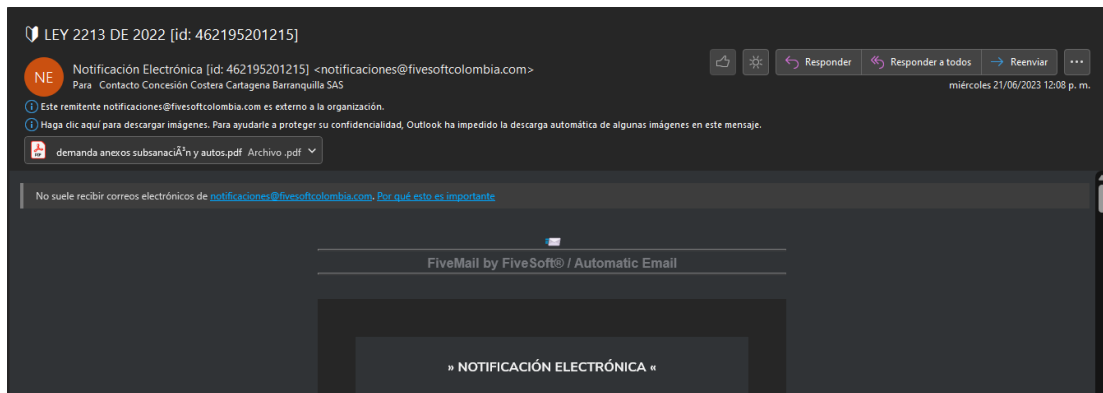 LEY 2213 DE 2022 [id: 462195201215]
NE
Notificación Electrónica [id: 462195201215] <notificaciones@fivesoftcolombia.com>
Para Contacto Concesión Costera Cartagena Barranquilla SAS
Responder
Responder a todos
Reenviar
miércoles 21/06/2023 12:08 p. m.
Este remitente notificaciones@fivesoftcolombia.com es externo a la organización.
Haga clic aquí para descargar imágenes. Para ayudarle a proteger su confidencialidad, Outlook ha impedido la descarga automática de algunas imágenes en este mensaje.
demanda anexos subsanaciÃ³n y autos.pdf Archivo .pdf
No suele recibir correos electrónicos de notificaciones@fivesoftcolombia.com. Por qué esto es importante
FiveMail by FiveSoft® / Automatic Email
» NOTIFICACIÓN ELECTRÓNICA «